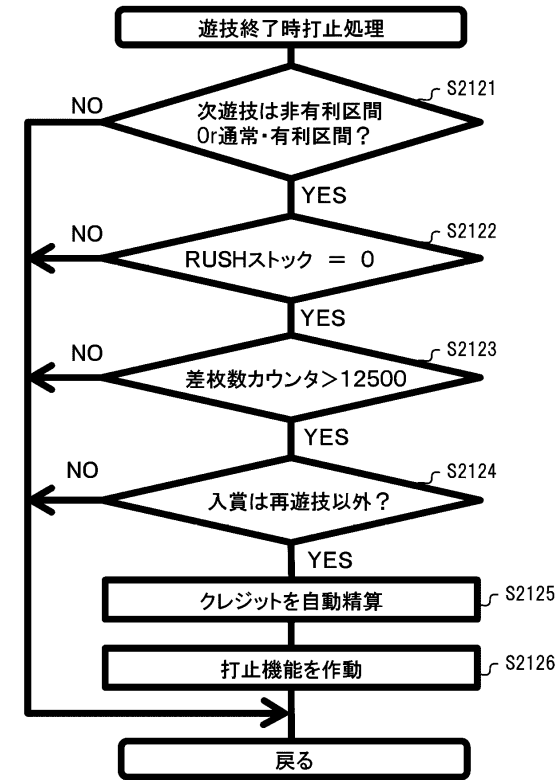 遊技終了時打止処理
S2121
NO
次遊技は非有利区間
Or通常・有利区間？
YES
S2122
NO
RUSHストック ＝ 0
YES
S2123
NO
差枚数カウンタ＞12500
YES
S2124
NO
入賞は再遊技以外？
YES
クレジットを自動精算
S2125
打止機能を作動
S2126
戻る